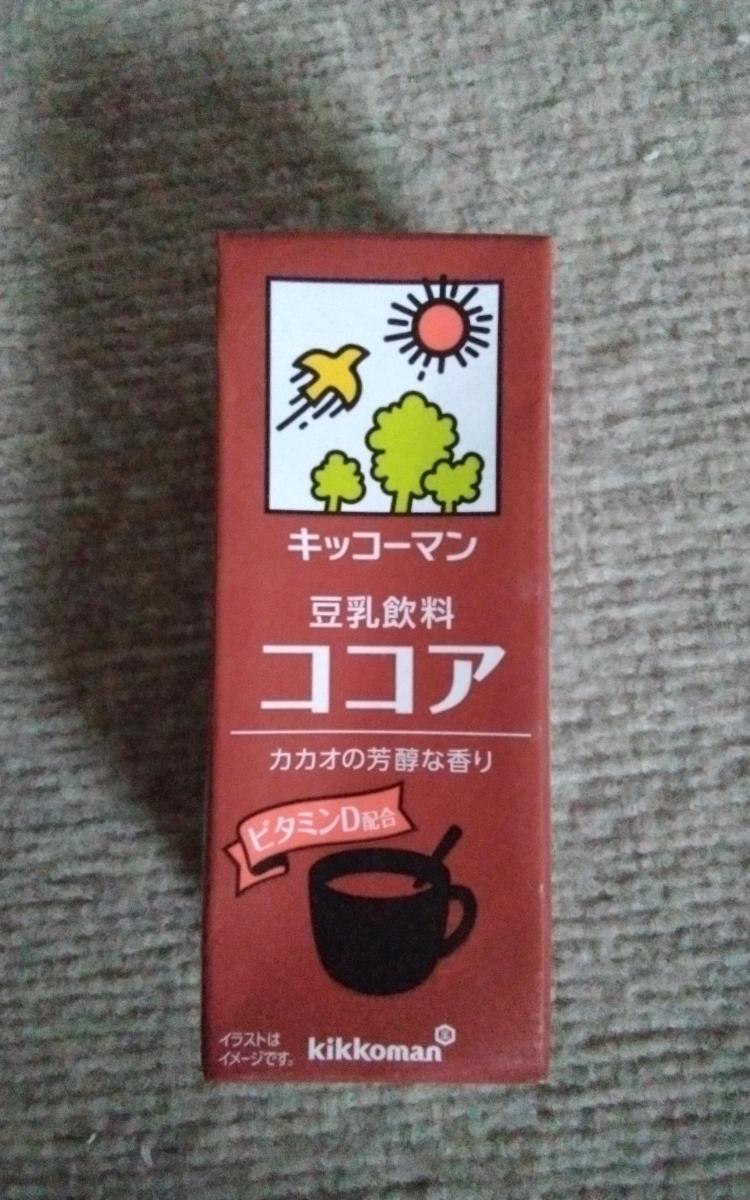 キッコーマン
豆乳飲料
ココア
カカオの芳醇な香り
ビタミンD配合
イラストは
イメージです。
kikkoman